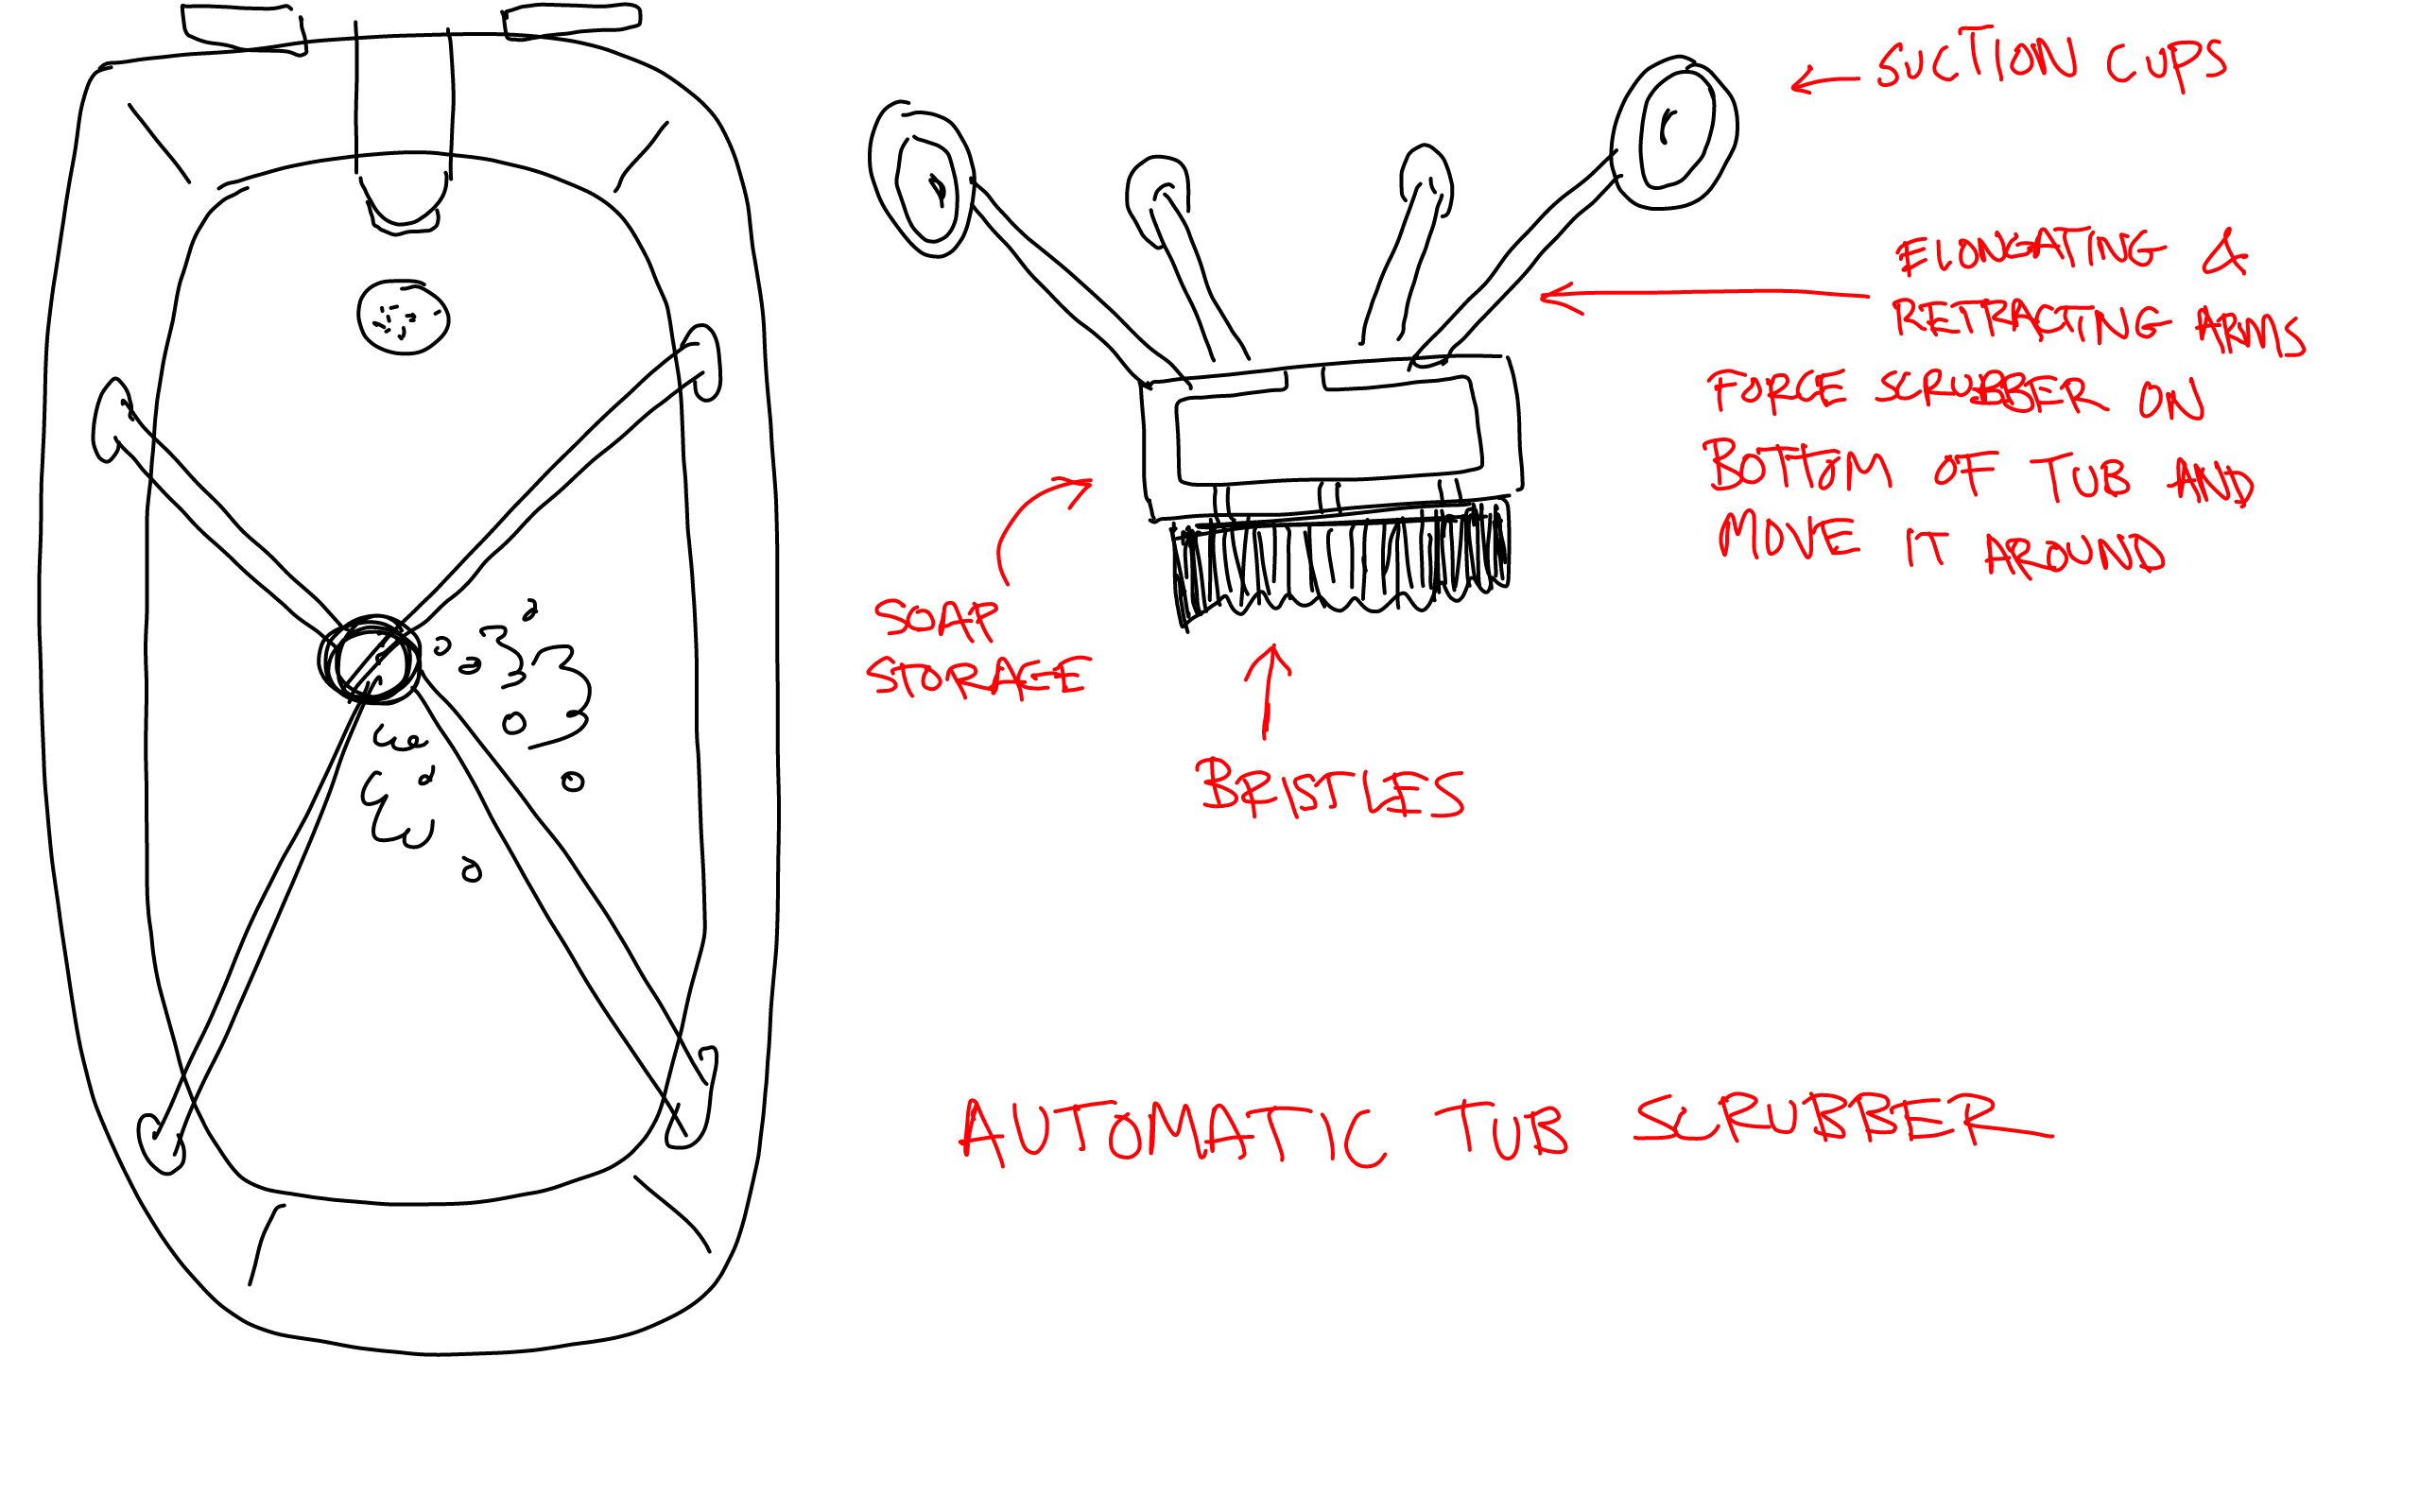 SUCTION CUPS
ELONGATING &
RETRACTING ARMS
FORCE SCRUBBER ON
BOTTOM OF TUB AND
MOVE IT AROUND
SOAP
STORAGE
BRISTLES
AUTOMATIC TUB SCRUBBER